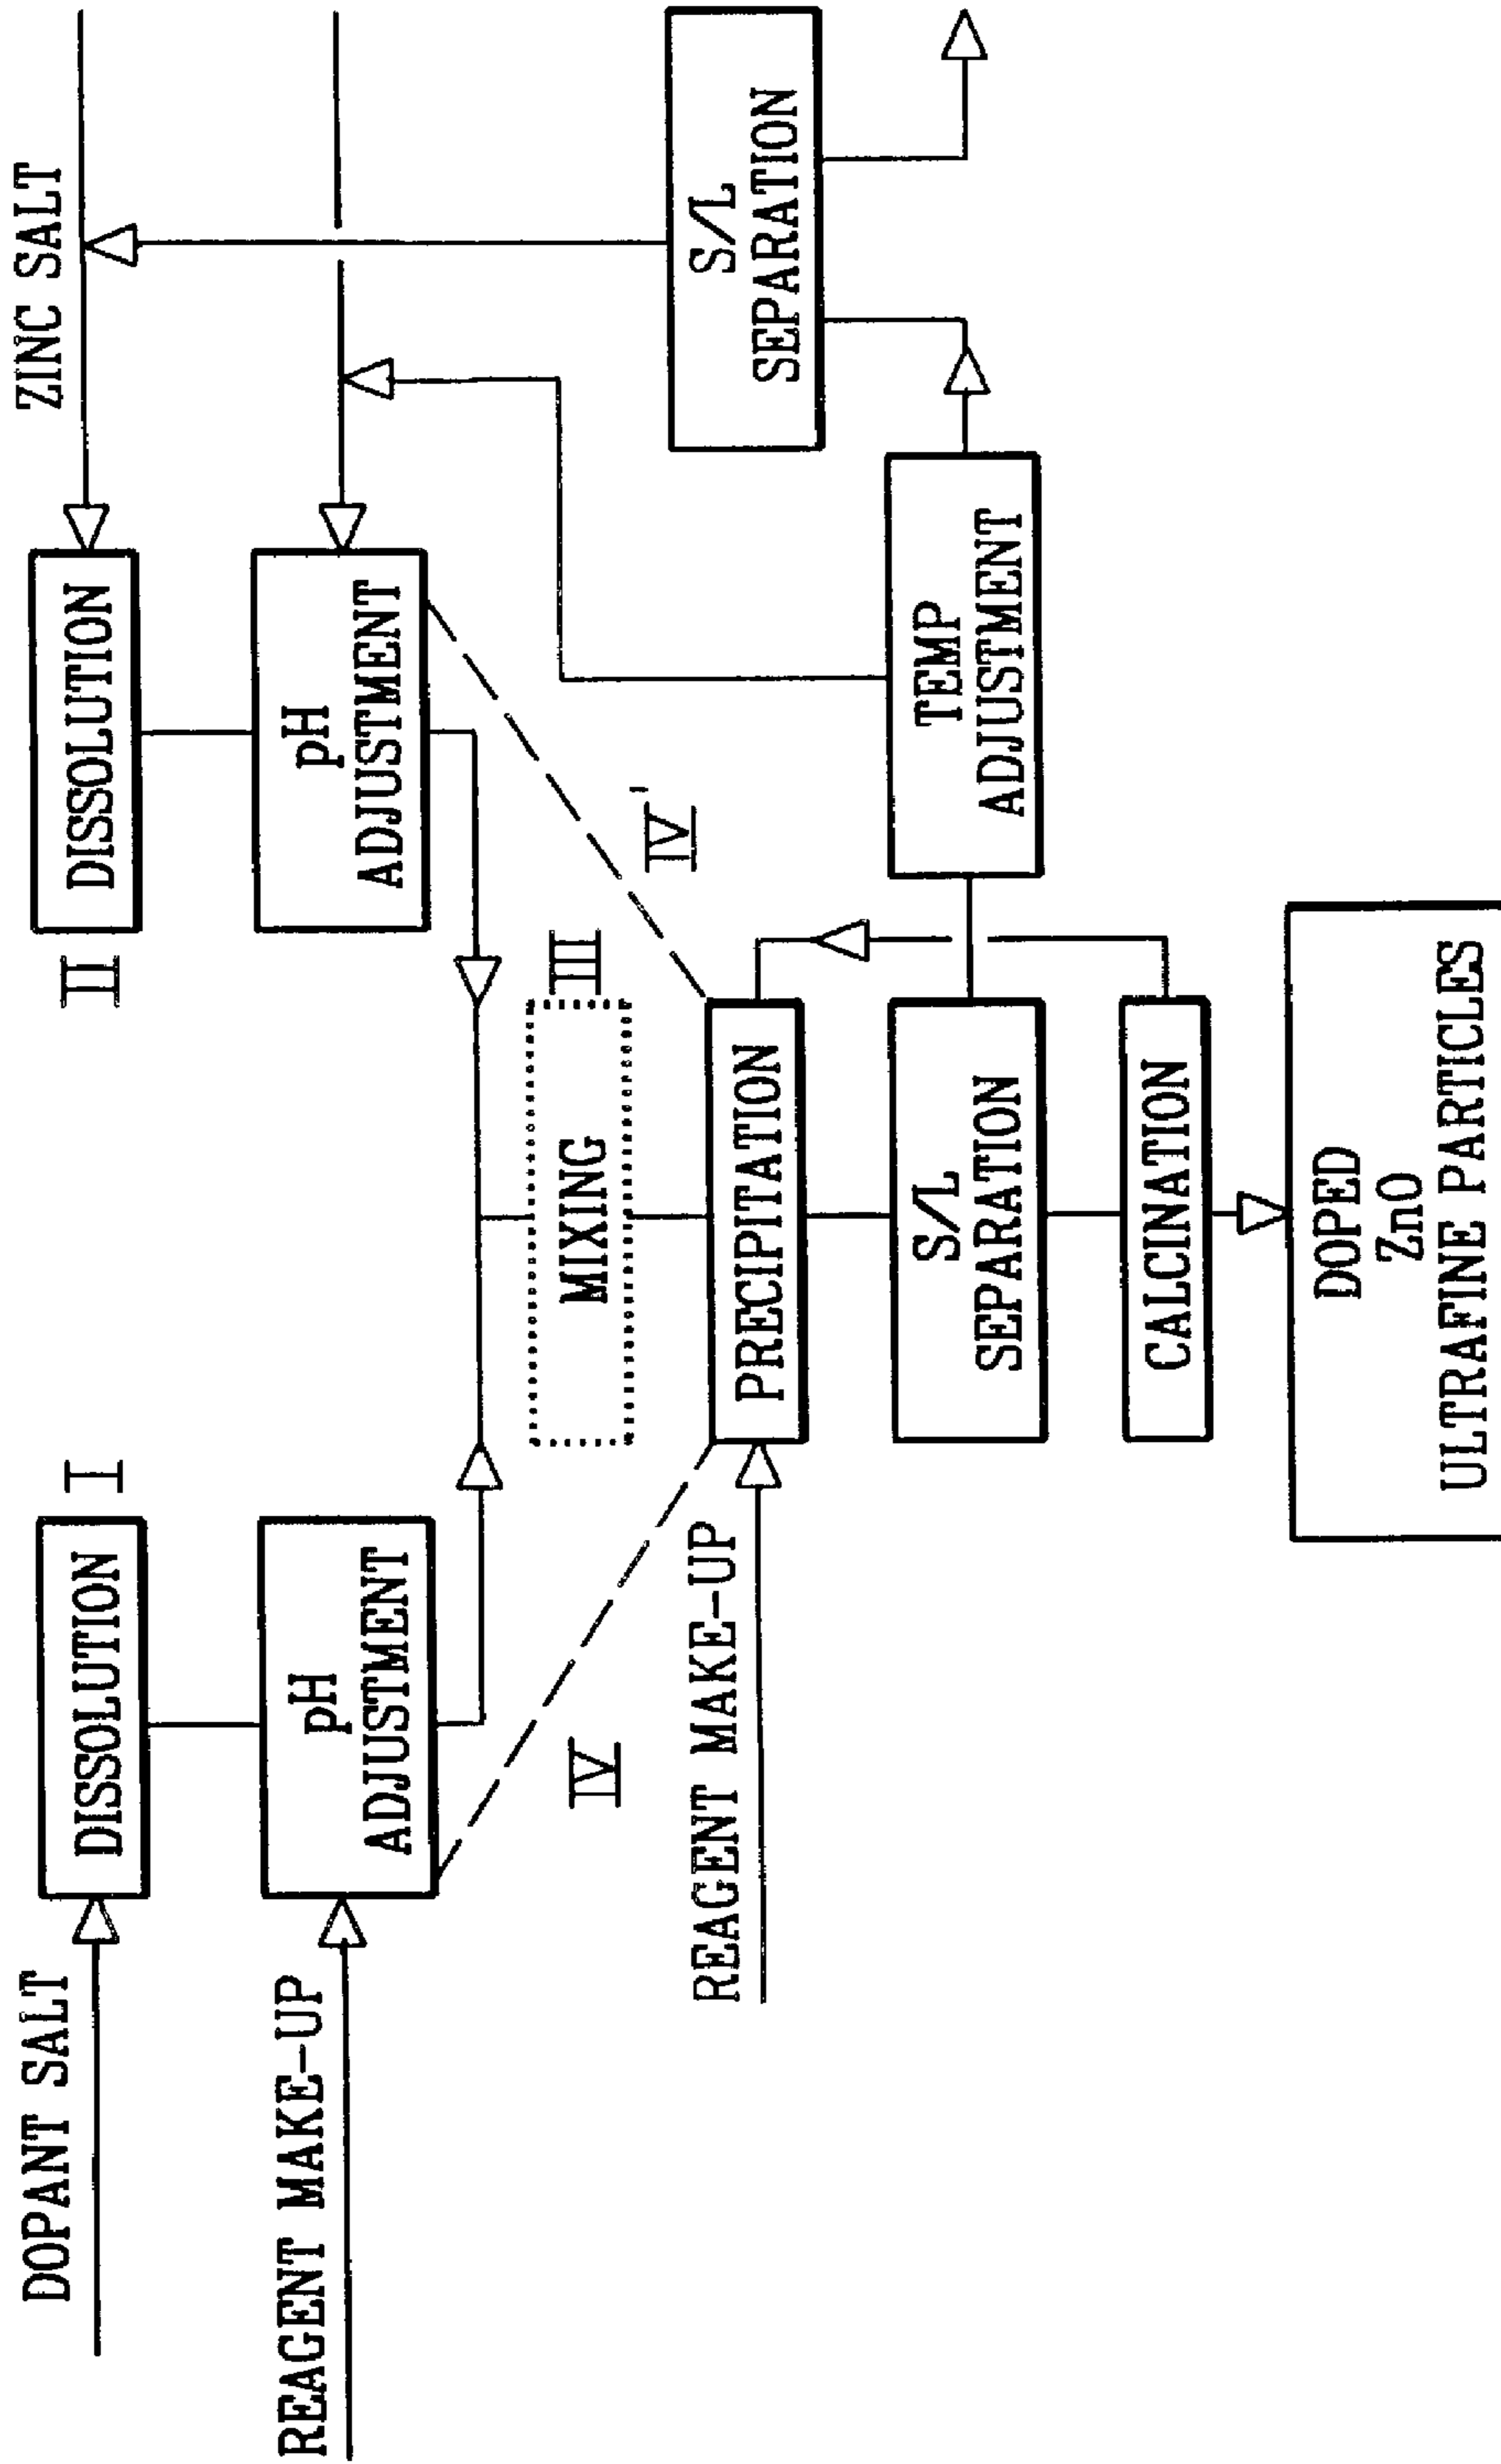 DOPANT SALT
DISSOLUTION
I
II
DISSOLUTION
ZINC SALT
REAGENT MAKE-UP
pH
ADJUSTMENT
pH
ADJUSTMENT
III
MIXING
IV
IV'
REAGENT MAKE-UP
PRECIPITATION
S/L
SEPARATION
S/L
SEPARATION
TEMP
ADJUSTMENT
CALCINATION
DOPED
ZnO
ULTRAFINE PARTICLES